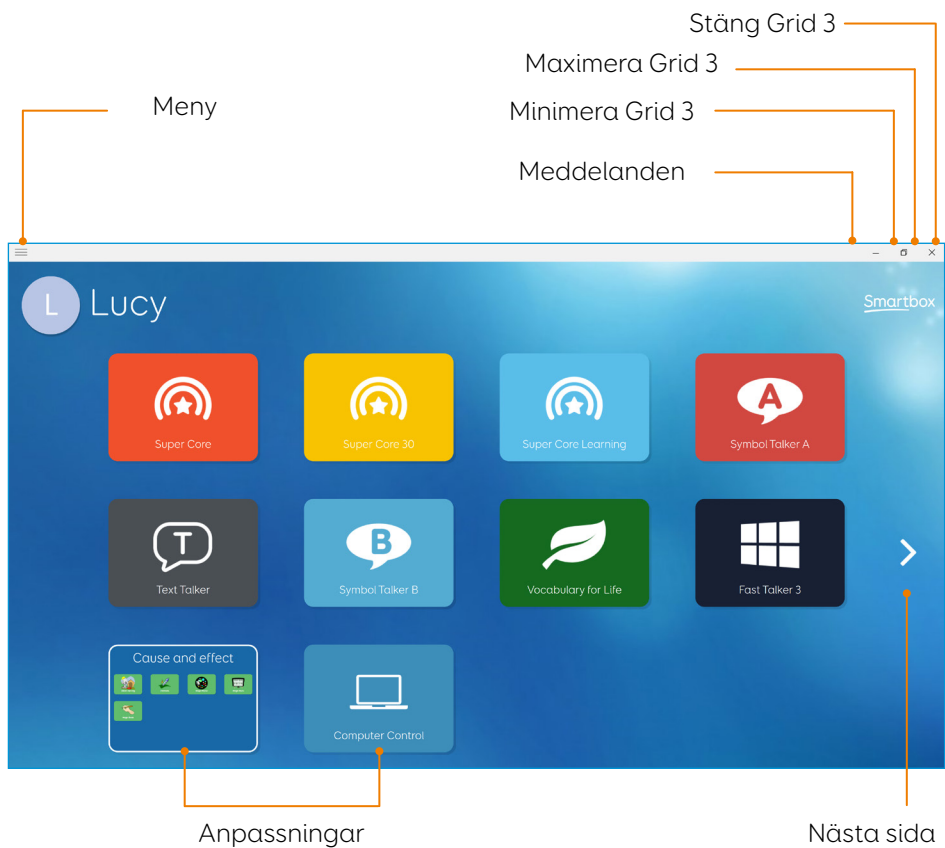 Stäng Grid 3
Maximera Grid 3
Meny
Minimera Grid 3
Meddelanden
L Lucy
Smartbox
Super Core
Super Core 30
Super Core Learning
A
Symbol Talker A
T
Text Talker
B
Symbol Talker B
Vocabulary for Life
Fast Talker 3
Cause and effect
Computer Control
Anpassningar
Nästa sida